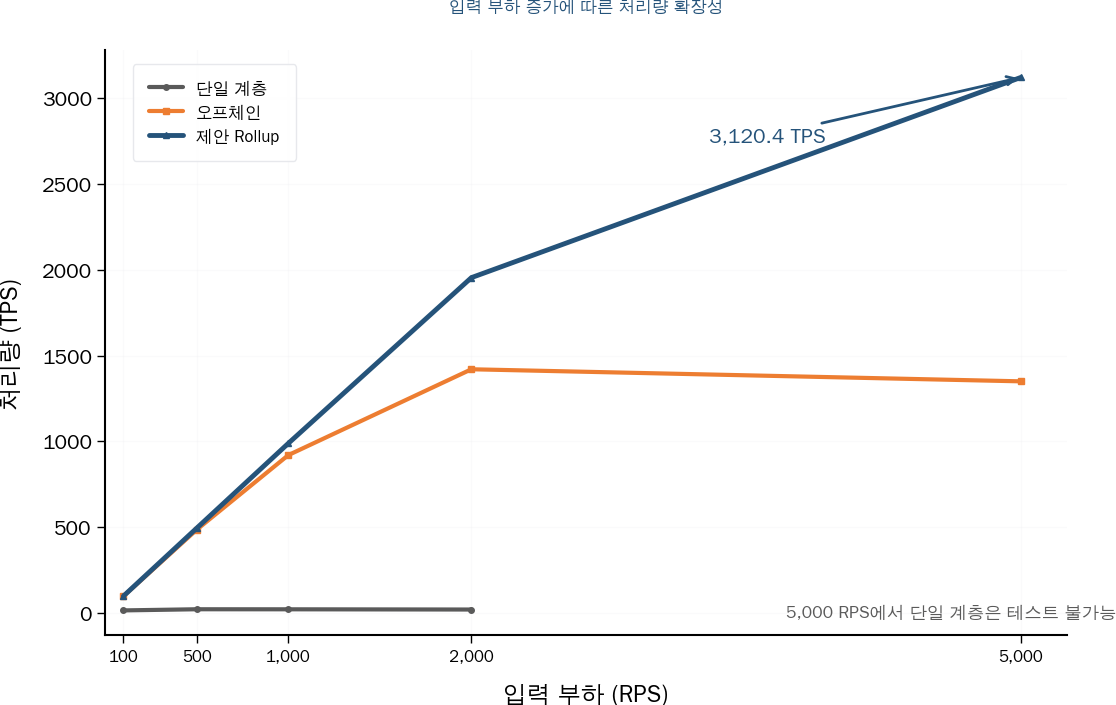 입력 부하 증가에 따른 처리량 확장성
단일 계층
오프체인
제안 Rollup
3,120.4 TPS
처리량 (TPS)
3000
2500
2000
1500
1000
500
0
5,000 RPS에서 단일 계층은 테스트 불가능
100 500 1,000 2,000 5,000
입력 부하 (RPS)